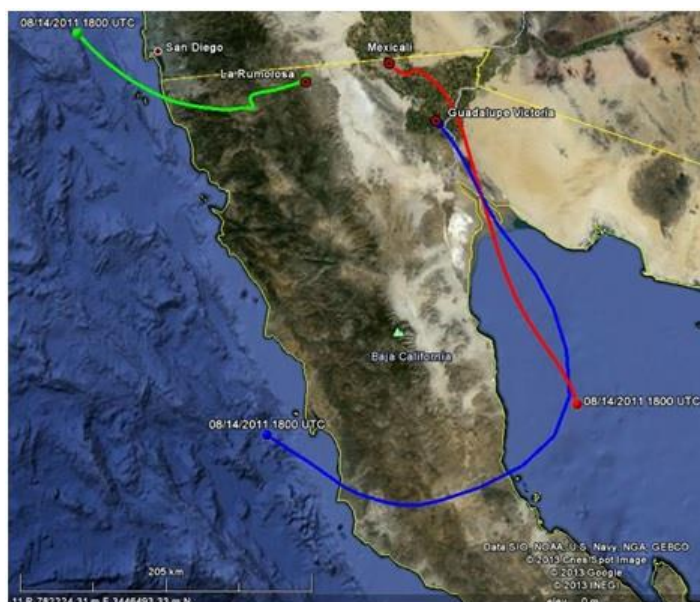 08/14/2011 1800 UTC
San Diego
Mexicali
La Rumolosa
Guadalupe Victoria
Baja California
08/14/2011 1800 UTC
08/14/2011 1800 UTC
Data SIO, NOAA, U.S. Navy, NGA, GEBCO
© 2013 Cnes/Spot Image
© 2013 Google
© 2013 INEGI
205 km